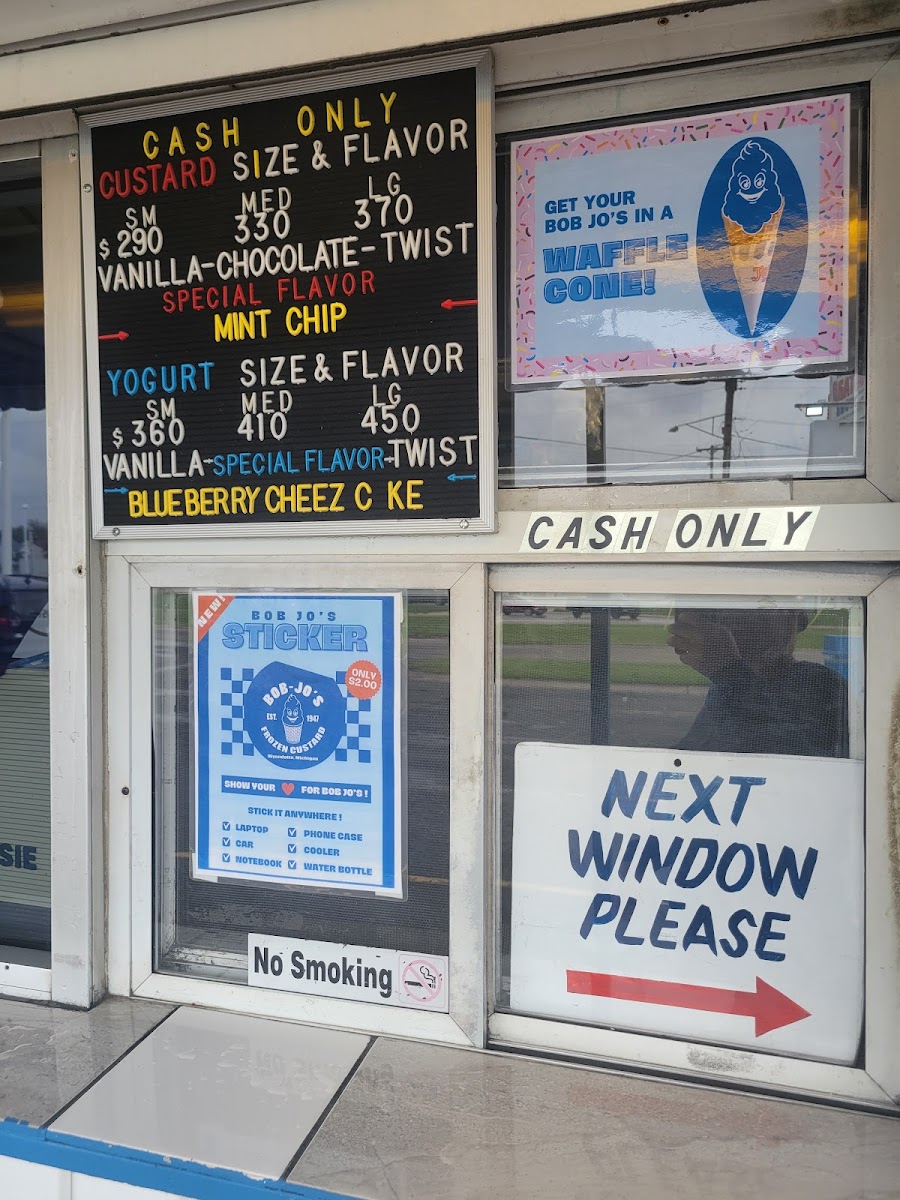 CASH ONLY
CUSTARD SIZE & FLAVOR
SM MED LG
$ 290 330 370
VANILLA-CHOCOLATE-TWIST
SPECIAL FLAVOR
MINT CHIP
YOGURT SIZE & FLAVOR
SM MED LG
$ 360 410 450
VANILLA-SPECIAL FLAVOR-TWIST
BLUEBERRY CHEEZ C KE
GET YOUR
BOB JO'S IN A
WAFFLE
CONE!
CASH ONLY
NEW!
BOB JO'S
STICKER
ONLY
$2.00
BOB-JO'S
EST. 1947
FROZEN CUSTARD
Wyandotte, Michigan
SHOW YOUR ❤ FOR BOB JO'S !
STICK IT ANYWHERE !
LAPTOP PHONE CASE
CAR COOLER
NOTEBOOK WATER BOTTLE
No Smoking
NEXT
WINDOW
PLEASE
SIE